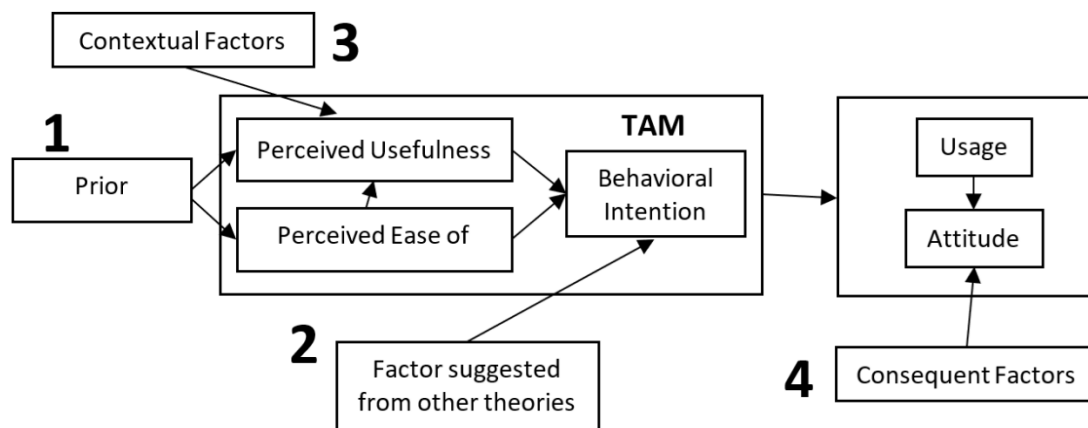 Contextual Factors
3
1
Prior
TAM
Perceived Usefulness
Perceived Ease of
Behavioral
Intention
Usage
Attitude
2
Factor suggested
from other theories
4
Consequent Factors